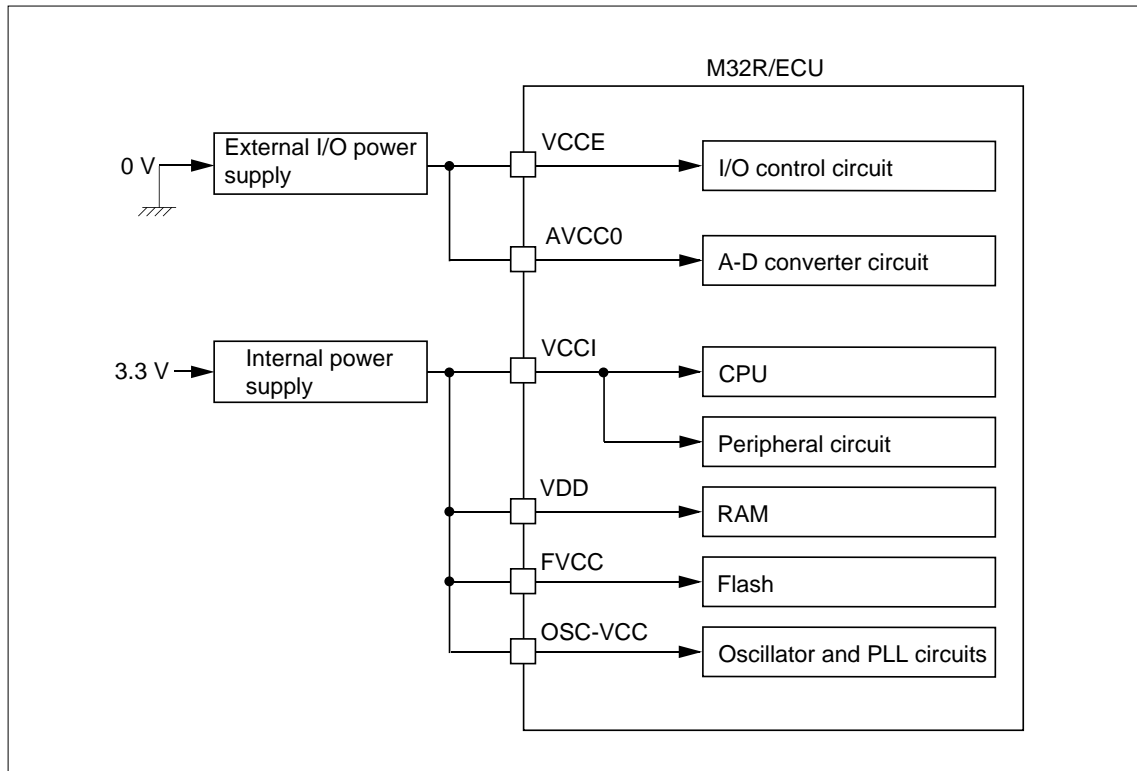 M32R/ECU
0 V
External I/O power
supply
VCCE
I/O control circuit
AVCC0
A-D converter circuit
3.3 V
Internal power
supply
VCCI
CPU
Peripheral circuit
VDD
RAM
FVCC
Flash
OSC-VCC
Oscillator and PLL circuits